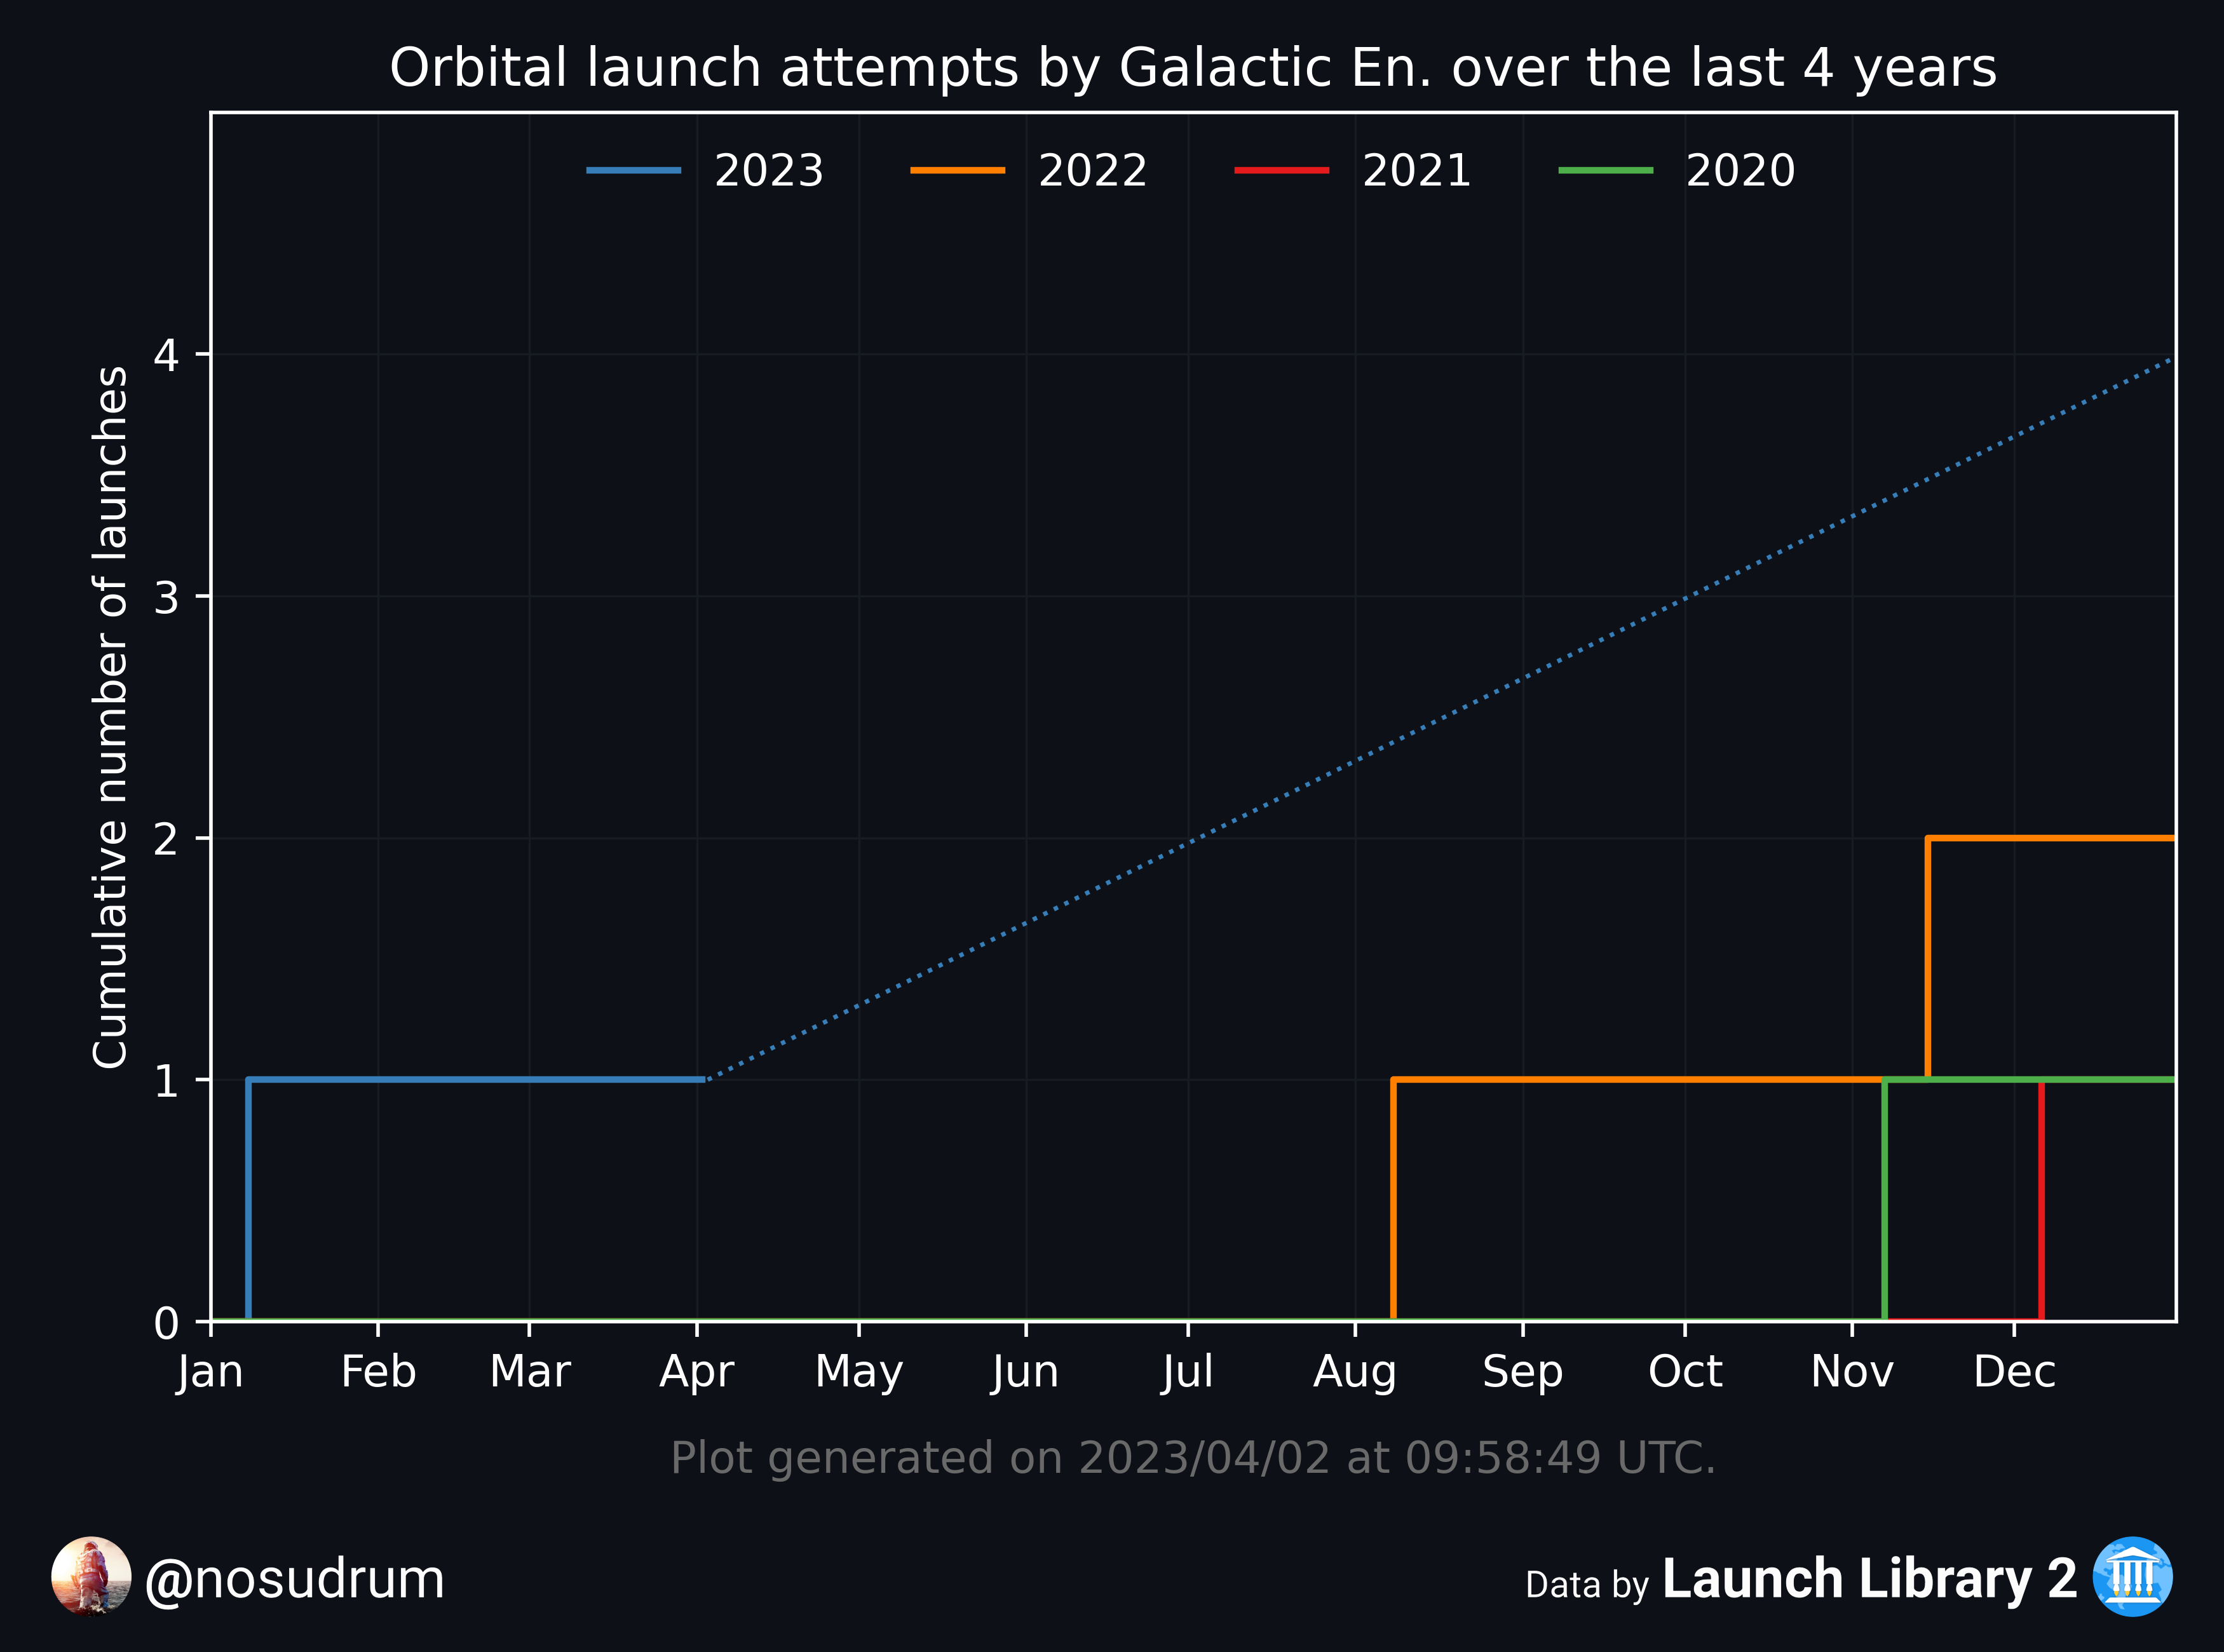 Orbital launch attempts by Galactic En. over the last 4 years
2023 2022 2021 2020
Cumulative number of launches
4
3
2
1
0
Jan Feb Mar Apr May Jun Jul Aug Sep Oct Nov Dec
Plot generated on 2023/04/02 at 09:58:49 UTC.
@nosudrum
Data by Launch Library 2